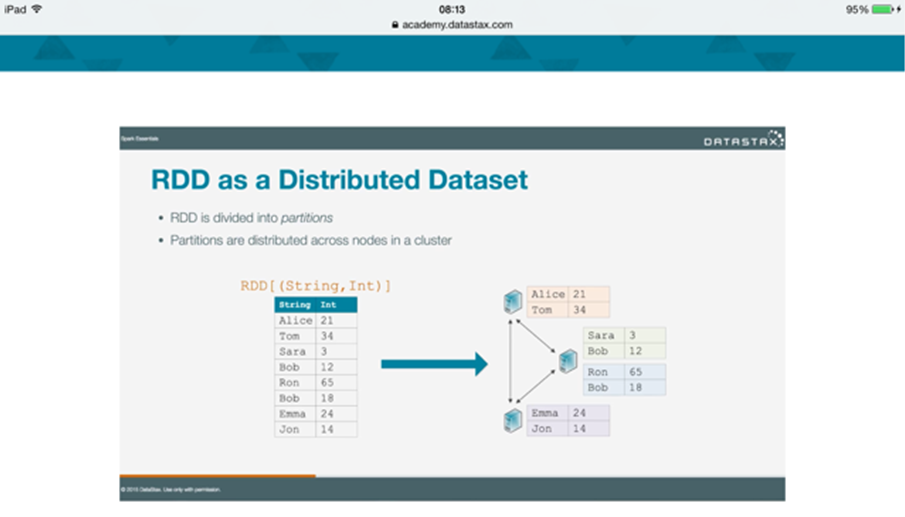 iPad
08:13
95%
academy.datastax.com
Spark Essentials
DATASTAX
RDD as a Distributed Dataset
• RDD is divided into partitions
• Partitions are distributed across nodes in a cluster
RDD[(String,Int)]
String Int
Alice 21
Tom 34
Sara 3
Bob 12
Ron 65
Bob 18
Emma 24
Jon 14
Alice 21
Tom 34
Sara 3
Bob 12
Ron 65
Bob 18
Emma 24
Jon 14
© 2015 DataStax. Use only with permission.